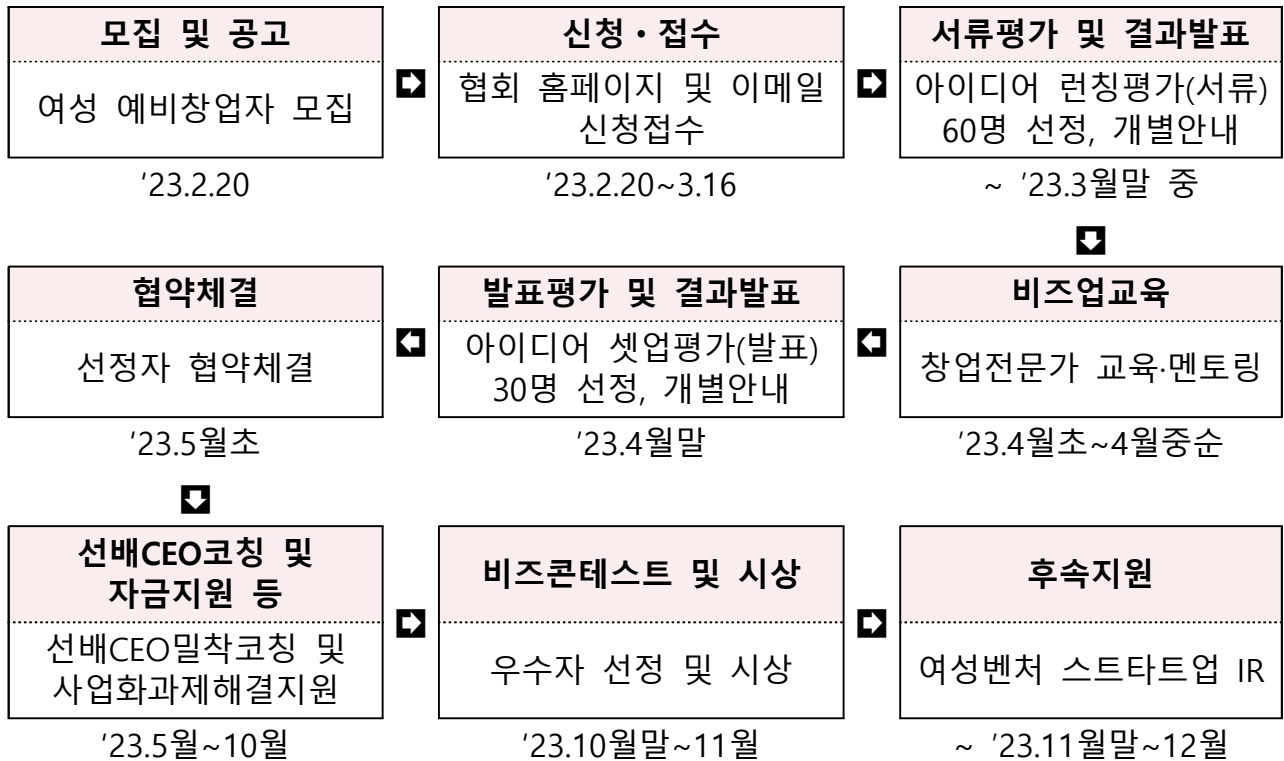 모집 및 공고
여성 예비창업자 모집
'23.2.20
신청・접수
협회 홈페이지 및 이메일
신청접수
'23.2.20~3.16
서류평가 및 결과발표
아이디어 런칭평가(서류)
60명 선정, 개별안내
~ '23.3월말 중
비즈업교육
창업전문가 교육·멘토링
'23.4월초~4월중순
발표평가 및 결과발표
아이디어 셋업평가(발표)
30명 선정, 개별안내
'23.4월말
협약체결
선정자 협약체결
'23.5월초
선배CEO코칭 및
자금지원 등
선배CEO밀착코칭 및
사업화과제해결지원
'23.5월~10월
비즈콘테스트 및 시상
우수자 선정 및 시상
'23.10월말~11월
후속지원
여성벤처 스트타트업 IR
~ '23.11월말~12월